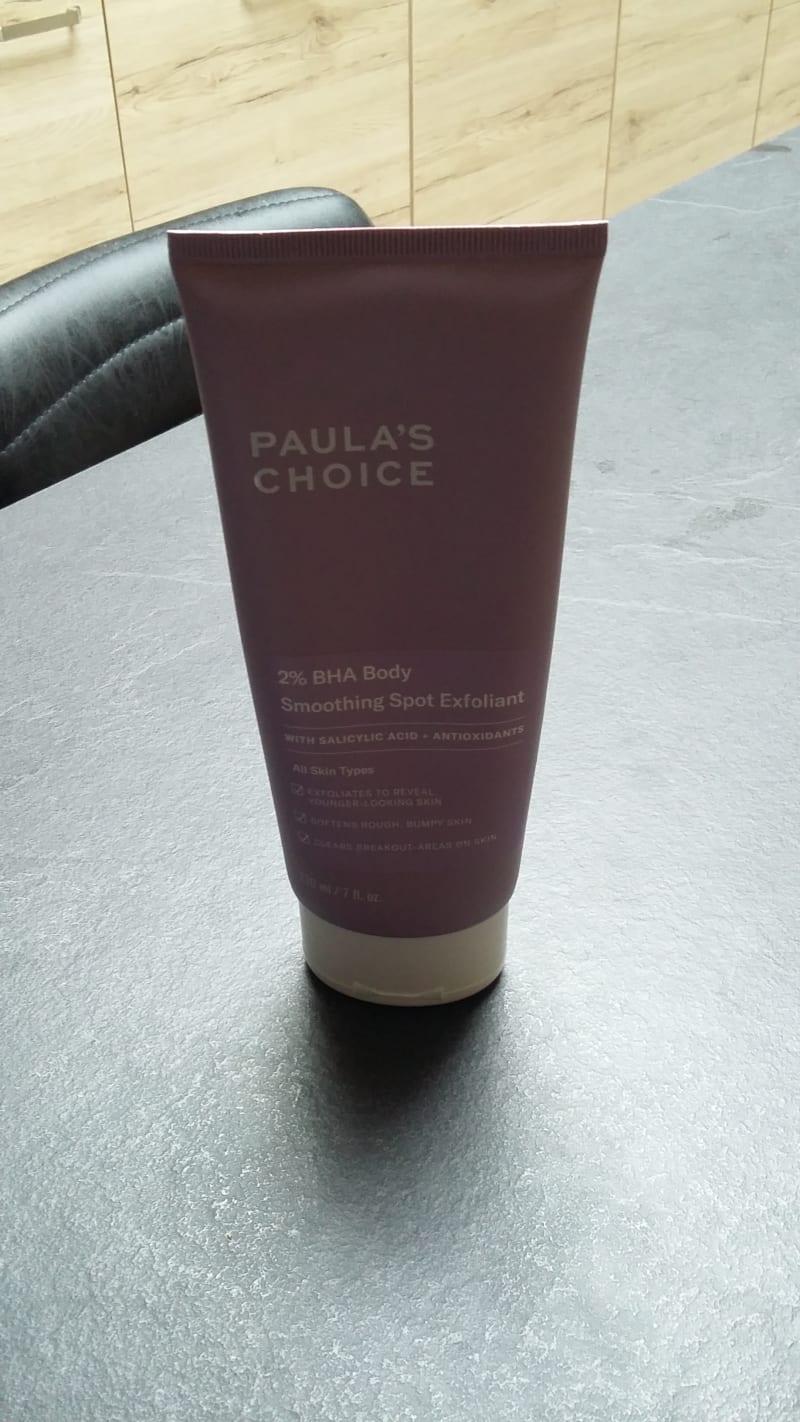 PAULA'S
CHOICE
2% BHA Body
Smoothing Spot Exfoliant
WITH SALICYLIC ACID + ANTIOXIDANTS
All Skin Types
EXFOLIATES TO REVEAL
YOUNGER-LOOKING SKIN
SOFTENS ROUGH, BUMPY SKIN
CLEARS BREAKOUT-AREAS ON SKIN
ml / 7 fl. oz.